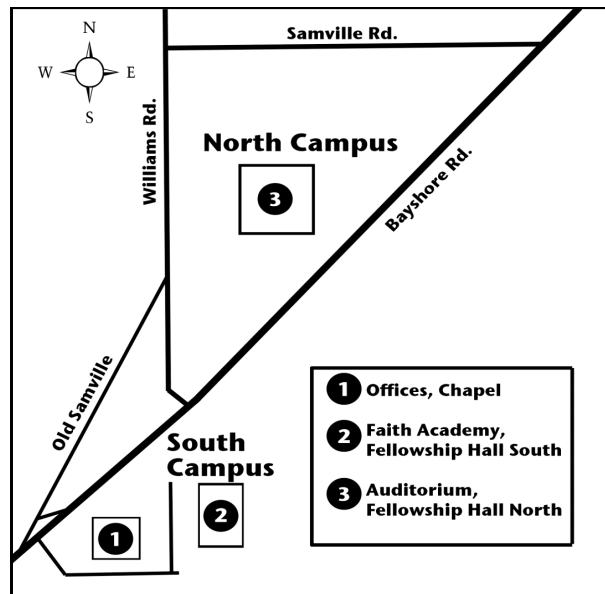 N
W
E
S
Samville Rd.
Williams Rd.
North Campus
3
Bayshore Rd.
Old Samville
South
Campus
1
2
1 Offices, Chapel
2 Faith Academy,
Fellowship Hall South
3 Auditorium,
Fellowship Hall North